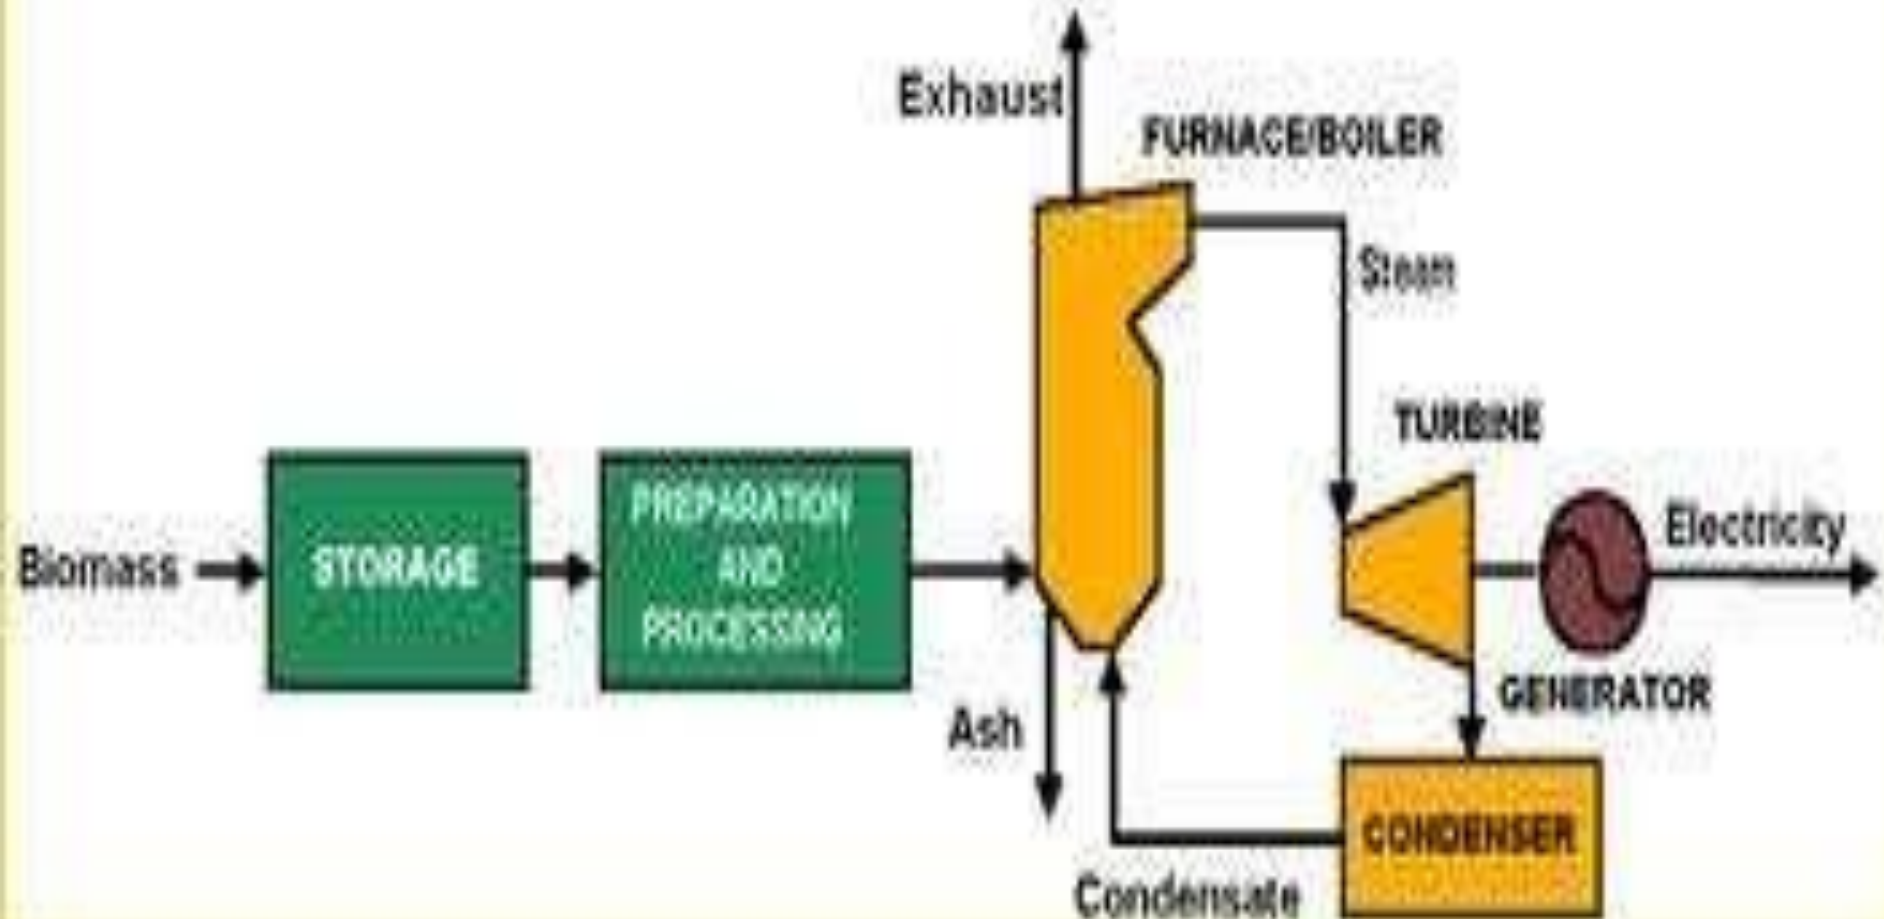 Exhaust
FURNACE/BOILER
Steam
TURBINE
Biomass
STORAGE
PREPARATION
AND
PROCESSING
Electricity
GENERATOR
Ash
CONDENSER
Condensate